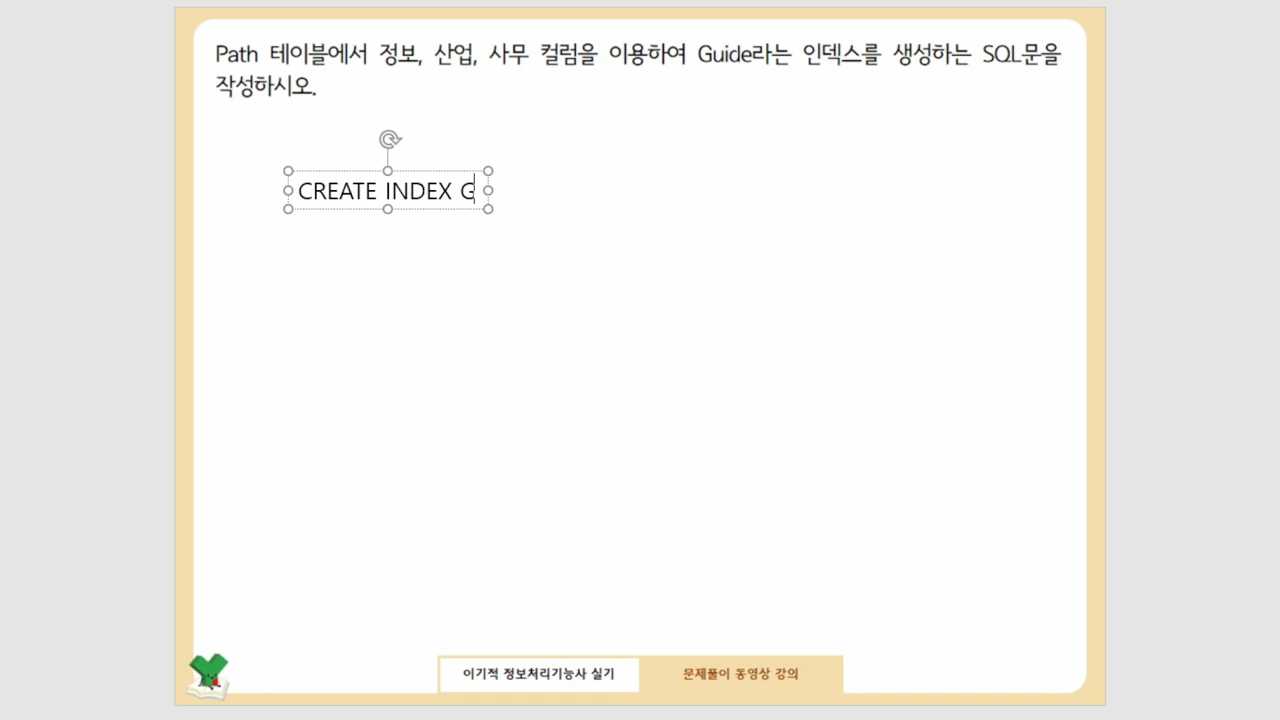 Path 테이블에서 정보, 산업, 사무 컬럼을 이용하여 Guide라는 인덱스를 생성하는 SQL문을
작성하시오.
CREATE INDEX G
이기적 정보처리기능사 실기
문제풀이 동영상 강의